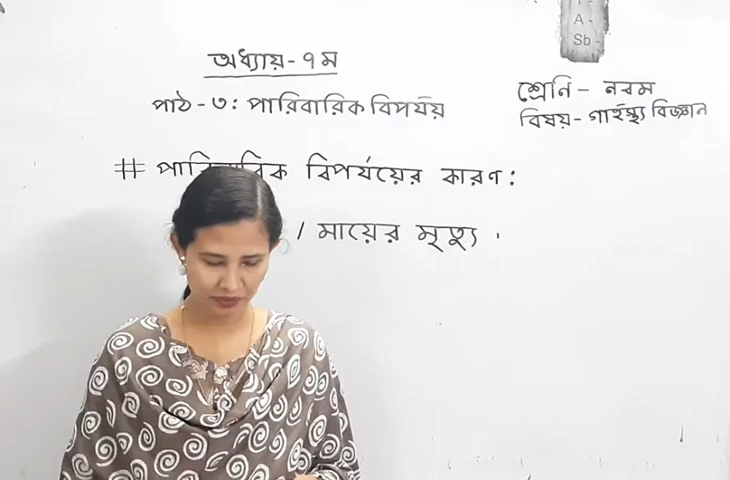 A -
Sb -
অধ্যায় - ৭ম
শ্রেণি - নবম
পাঠ - ৩: পারিবারিক বিপর্যয়
বিষয় - গার্হস্থ্য বিজ্ঞান
# পারিবারিক বিপর্যয়ের কারণ:
/ মায়ের মৃত্যু .